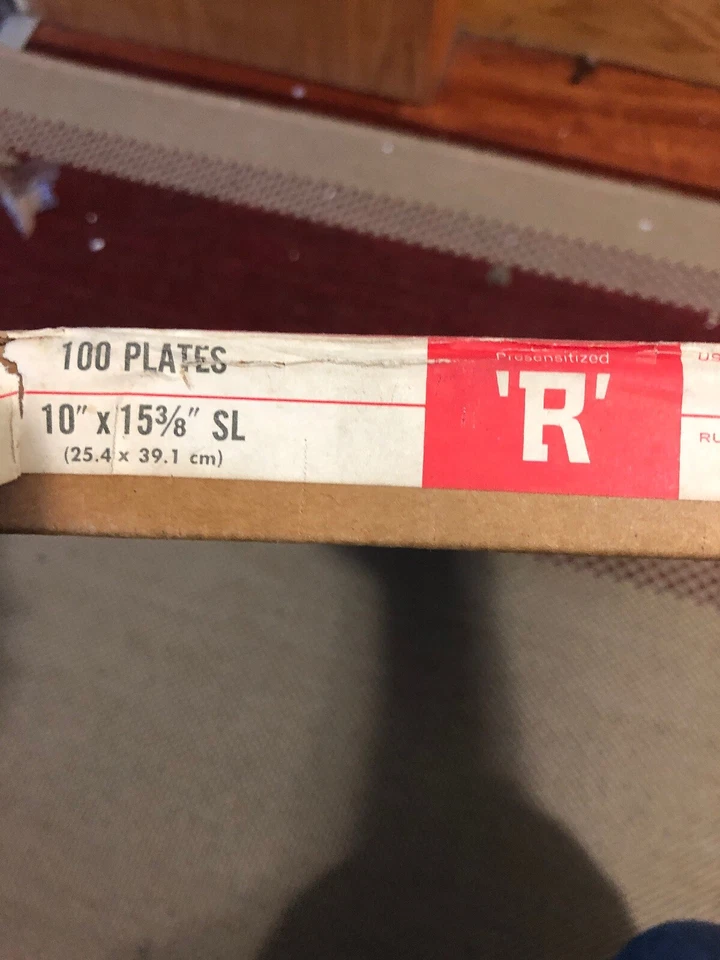 100 PLATES
10" x 15⅜" SL
(25.4 x 39.1 cm)
Presensitized
'R'